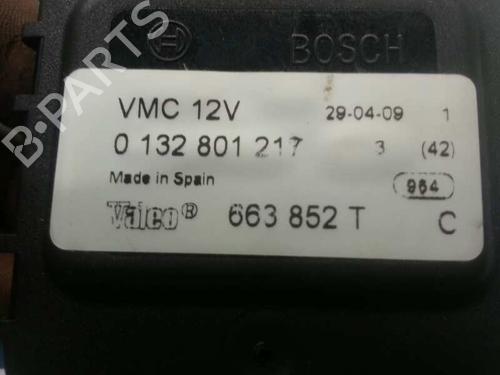 BOSCH
B-PARTS
VMC 12V 29-04-09 1
0 132 801 217 3 (42)
Made in Spain 964
Valeo® 663 852 T C